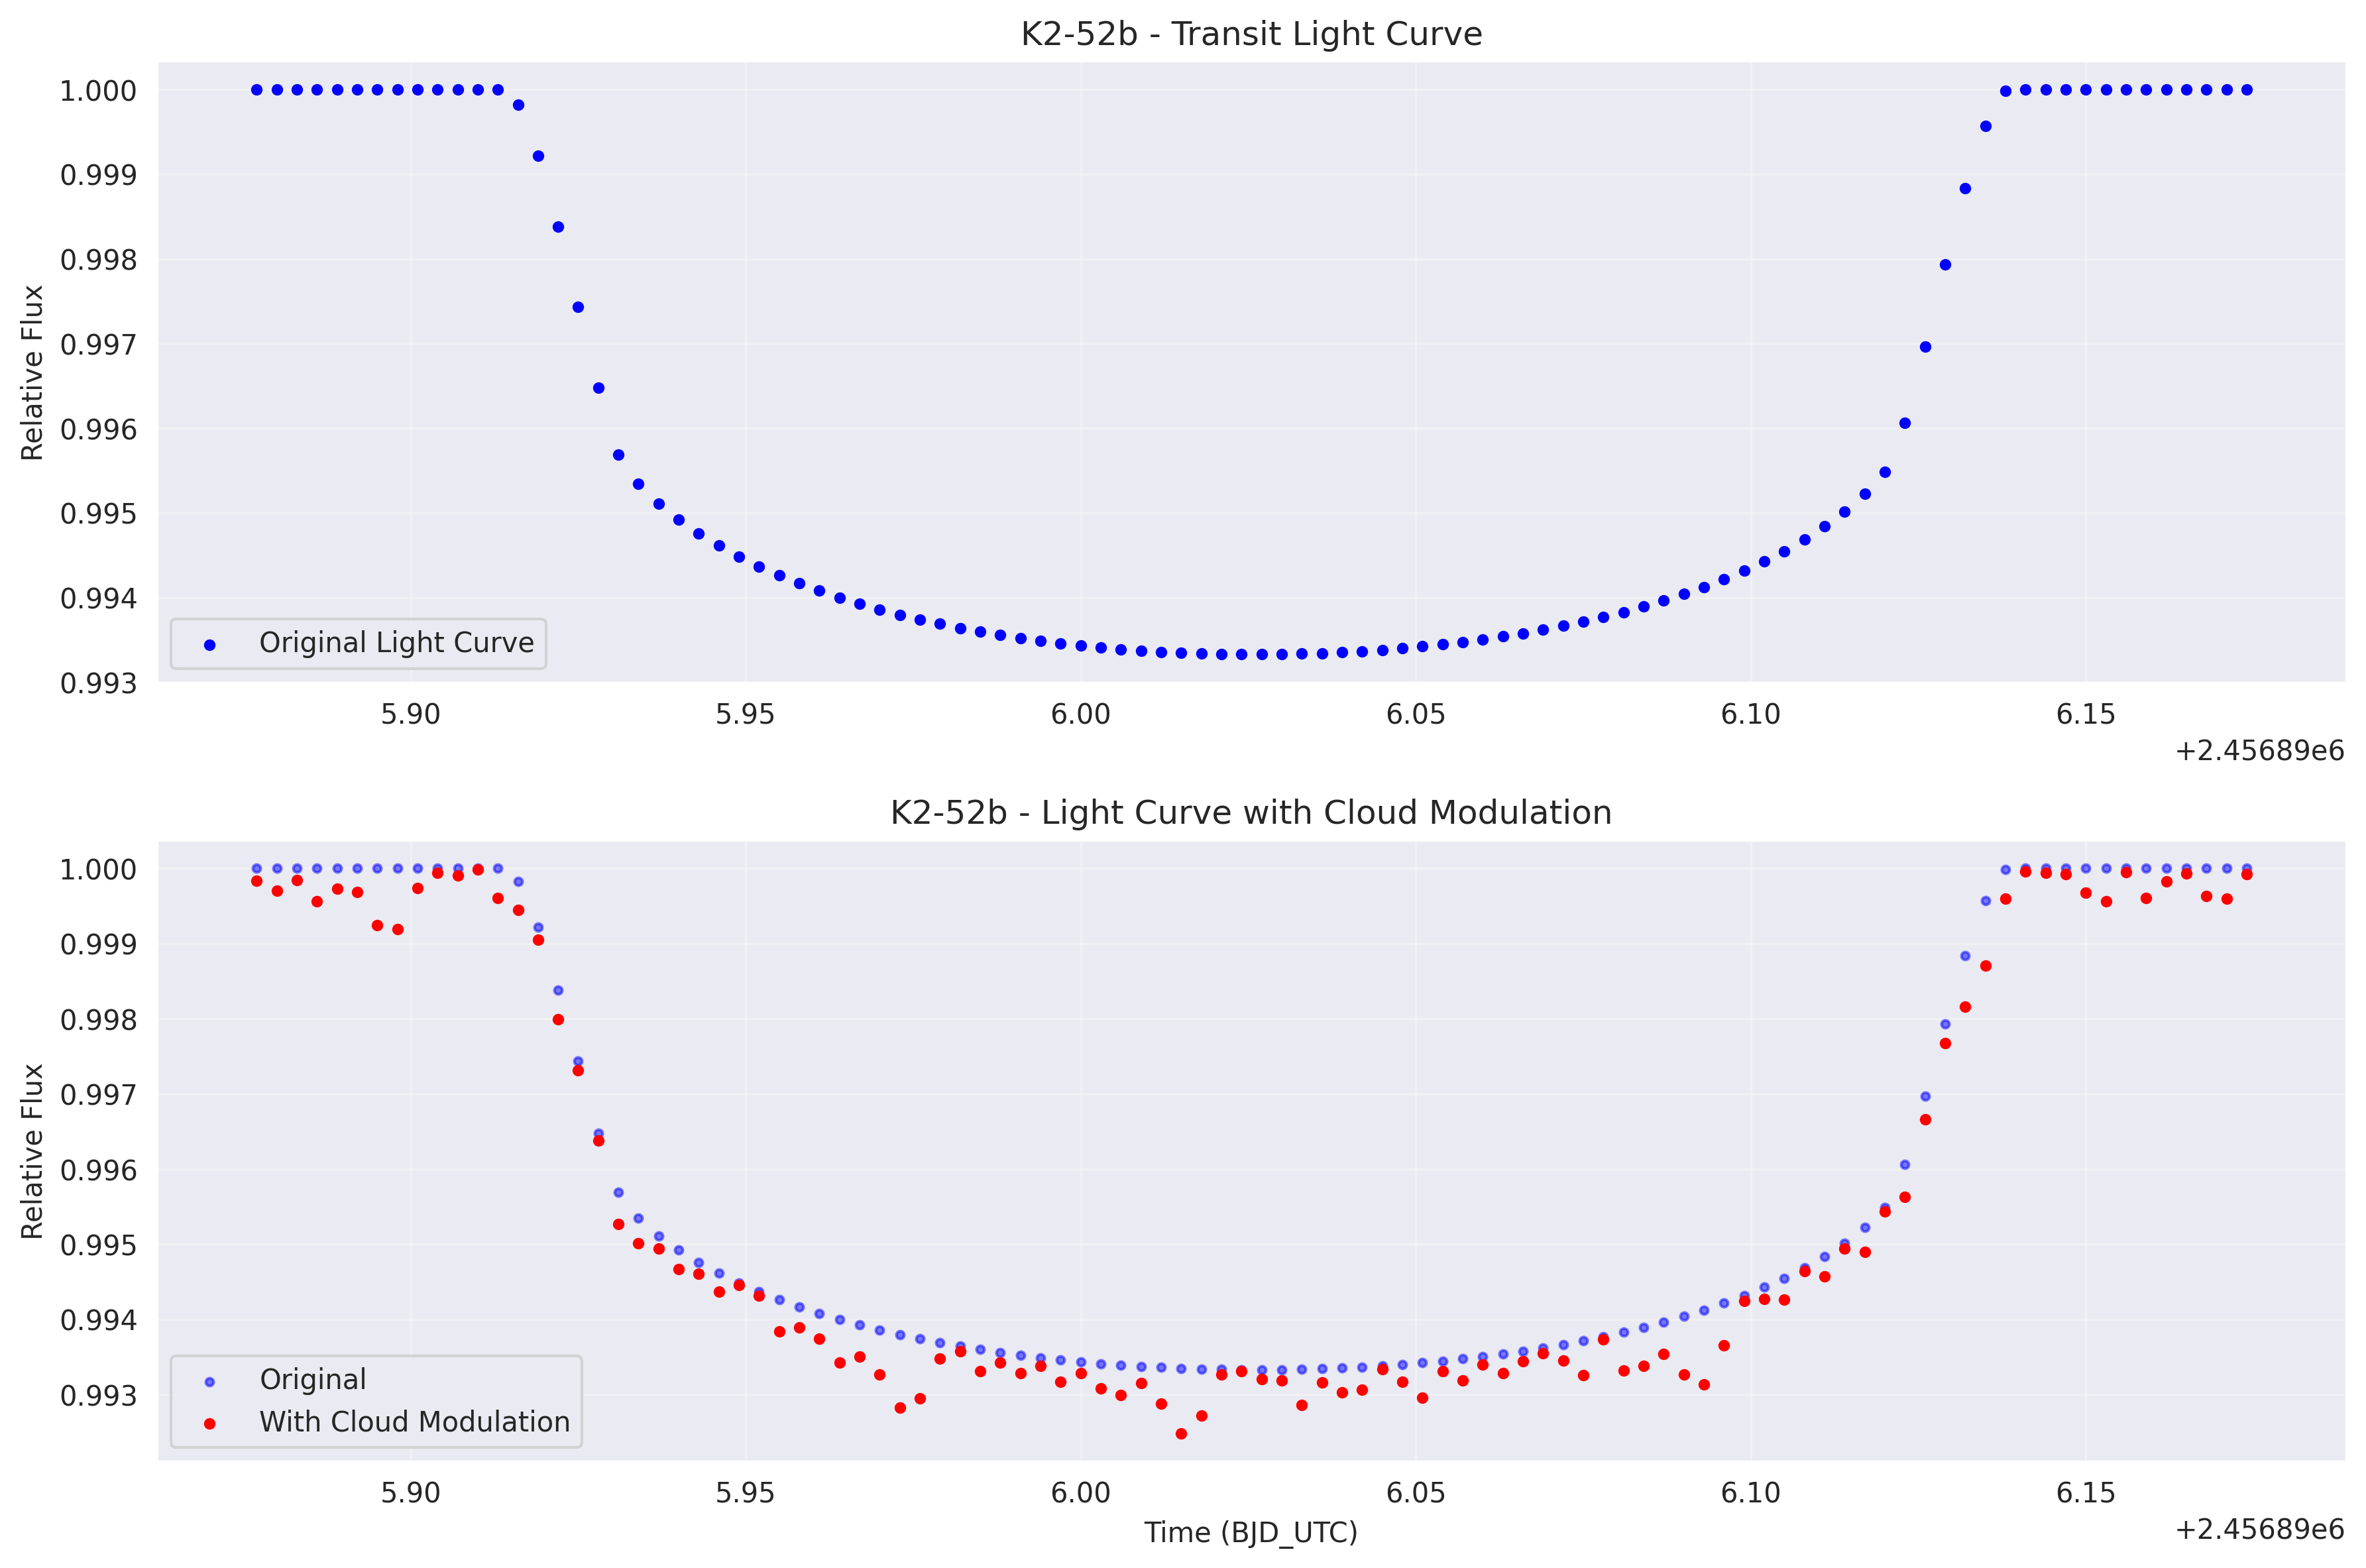 K2-52b - Transit Light Curve
Relative Flux
1.000
0.999
0.998
0.997
0.996
0.995
0.994
0.993
Original Light Curve
5.90 5.95 6.00 6.05 6.10 6.15
+2.45689e6
K2-52b - Light Curve with Cloud Modulation
Relative Flux
1.000
0.999
0.998
0.997
0.996
0.995
0.994
0.993
Original
With Cloud Modulation
5.90 5.95 6.00 6.05 6.10 6.15
Time (BJD_UTC)
+2.45689e6